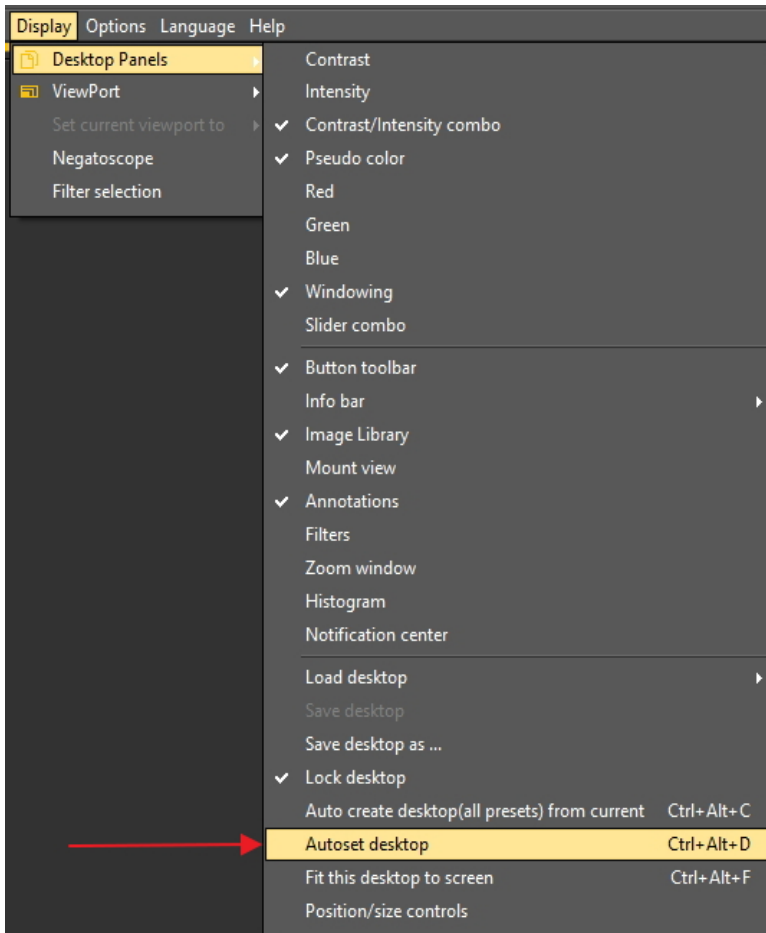 Display Options Language Help
Desktop Panels
ViewPort
Set current viewport to
Negatoscope
Filter selection
Contrast
Intensity
Contrast/Intensity combo
Pseudo color
Red
Green
Blue
Windowing
Slider combo
Button toolbar
Info bar
Image Library
Mount view
Annotations
Filters
Zoom window
Histogram
Notification center
Load desktop
Save desktop
Save desktop as ...
Lock desktop
Auto create desktop(all presets) from current Ctrl+Alt+C
Autoset desktop Ctrl+Alt+D
Fit this desktop to screen Ctrl+Alt+F
Position/size controls